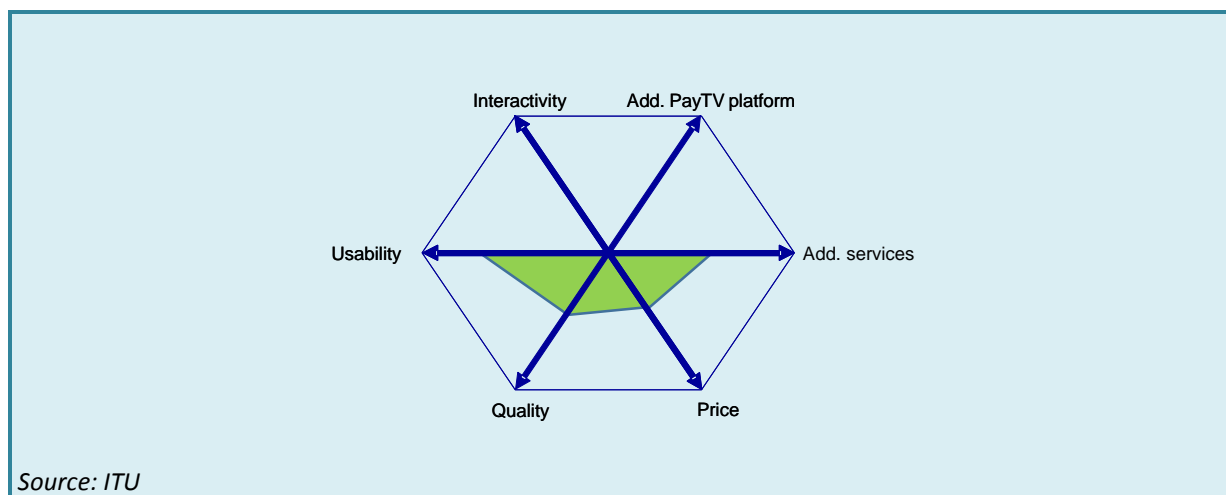 Interactivity
Add. PayTV platform
Usability
Add. services
Quality
Price
Source: ITU